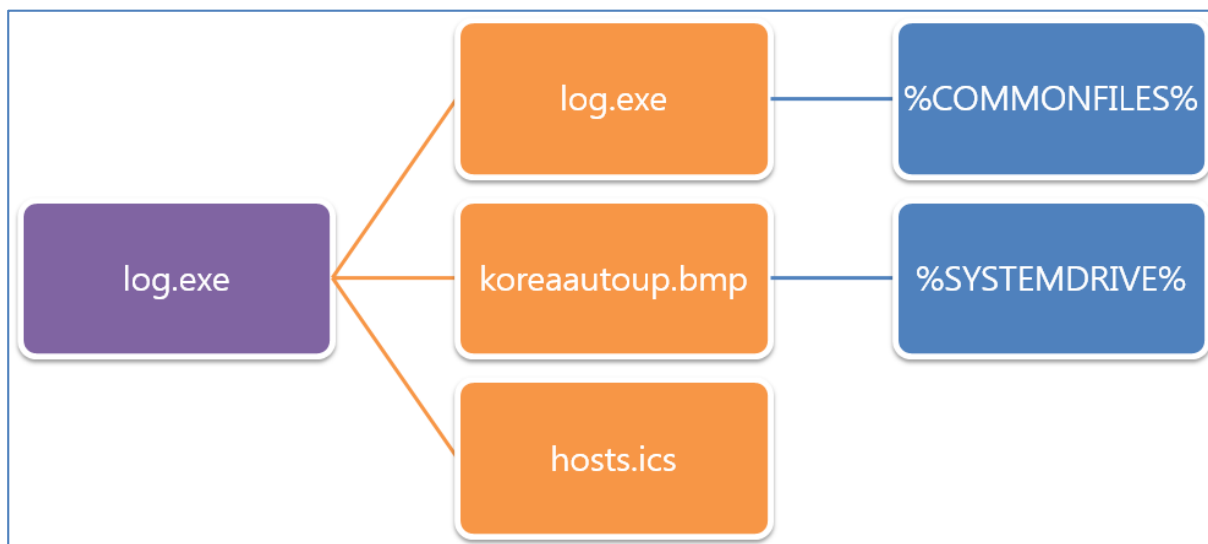 log.exe
%COMMONFILES%
log.exe
koreaautoup.bmp
%SYSTEMDRIVE%
hosts.ics